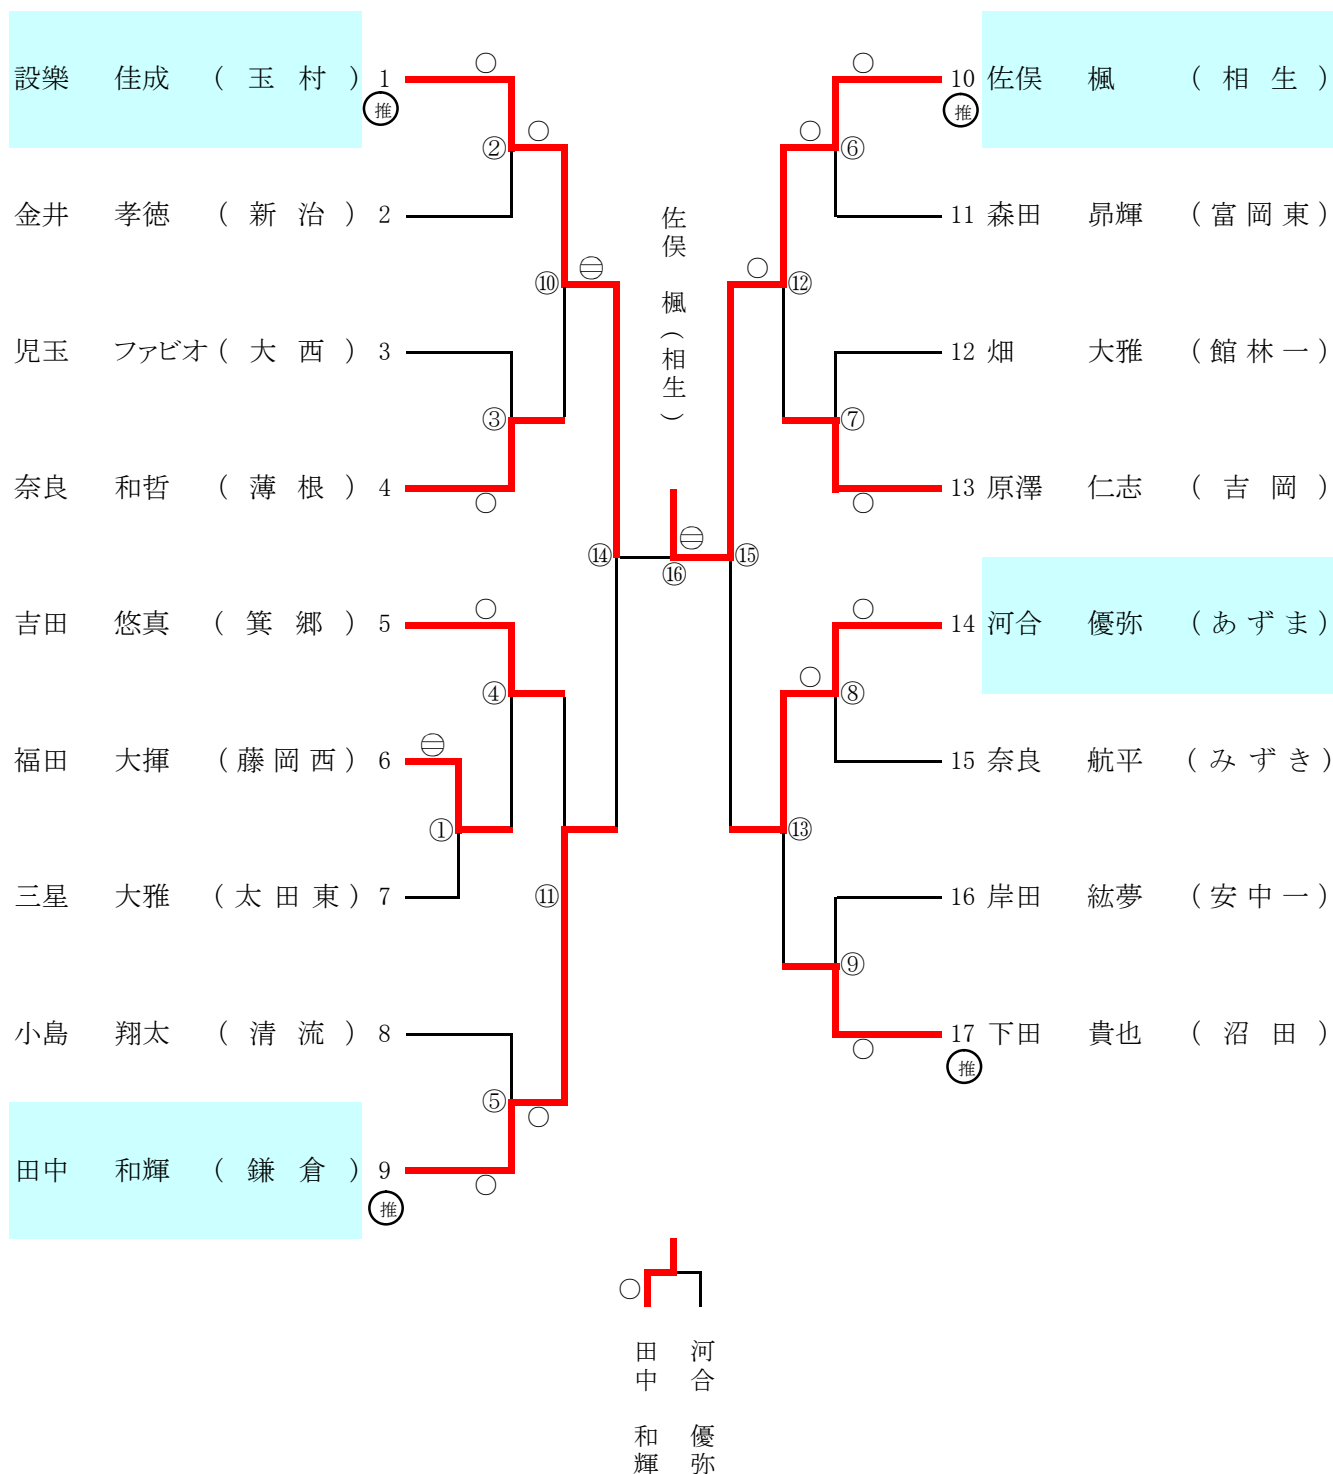 設樂 佳成 (玉村) 1
推
金井 孝徳 (新治) 2
児玉 ファビオ (大西) 3
奈良 和哲 (薄根) 4
吉田 悠真 (箕郷) 5
福田 大揮 (藤岡西) 6
三星 大雅 (太田東) 7
小島 翔太 (清流) 8
田中 和輝 (鎌倉) 9
推
②
⑩
③
⑭
④
①
⑪
⑤
佐俣 楓(相生)
⑯
⑥
⑫
⑦
⑮
⑧
⑬
⑨
10 佐俣 楓 (相生)
推
11 森田 昴輝 (富岡東)
12 畑 大雅 (館林一)
13 原澤 仁志 (吉岡)
14 河合 優弥 (あずま)
15 奈良 航平 (みずき)
16 岸田 紘夢 (安中一)
17 下田 貴也 (沼田)
推
田中 和輝
河合 優弥